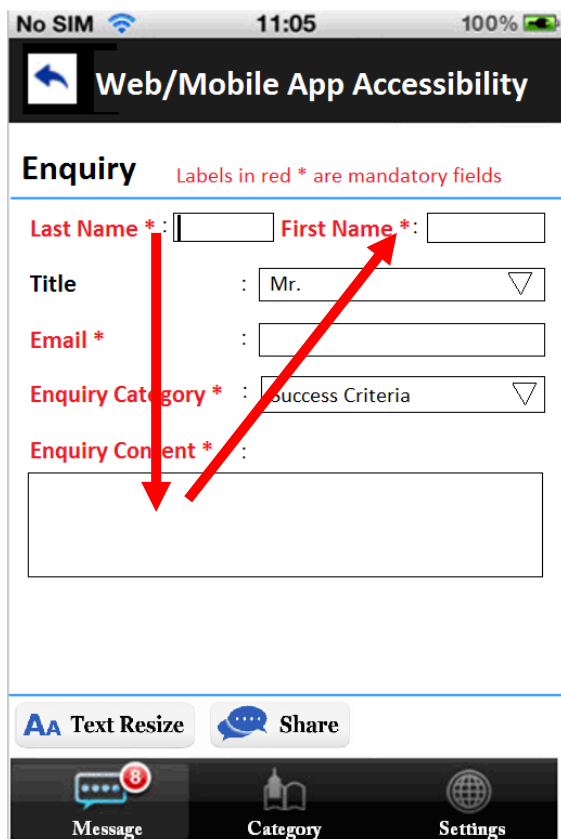 No SIM 11:05 100%
Web/Mobile App Accessibility
Enquiry Labels in red * are mandatory fields
Last Name * : First Name * :
Title : Mr.
Email * :
Enquiry Category * : Success Criteria
Enquiry Content * :
AA Text Resize Share
8
Message Category Settings